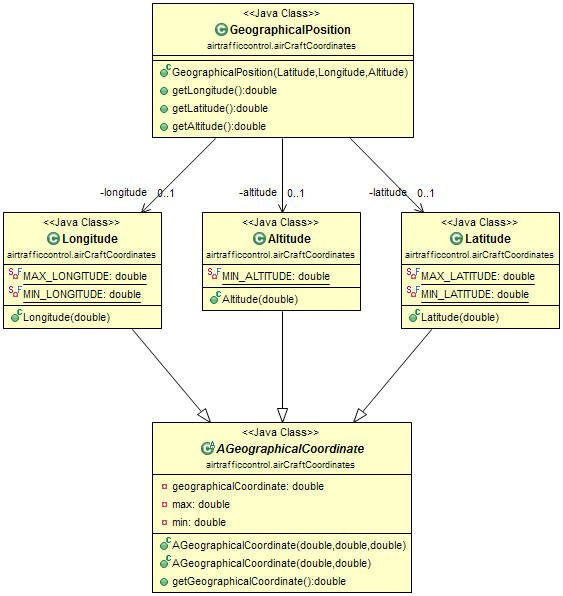 <<Java Class>>
GeographicalPosition
airtrafficcontrol.airCraftCoordinates
GeographicalPosition(Latitude,Longitude,Altitude)
getLongitude():double
getLatitude():double
getAltitude():double
-longitude 0..1
-altitude 0..1
-latitude 0..1
<<Java Class>>
Longitude
airtrafficcontrol.airCraftCoordinates
MAX_LONGITUDE: double
MIN_LONGITUDE: double
Longitude(double)
<<Java Class>>
Altitude
airtrafficcontrol.airCraftCoordinates
MIN_ALTITUDE: double
Altitude(double)
<<Java Class>>
Latitude
airtrafficcontrol.airCraftCoordinates
MAX_LATITUDE: double
MIN_LATITUDE: double
Latitude(double)
<<Java Class>>
AGeographicalCoordinate
airtrafficcontrol.airCraftCoordinates
geographicalCoordinate: double
max: double
min: double
AGeographicalCoordinate(double,double,double)
AGeographicalCoordinate(double,double)
getGeographicalCoordinate():double